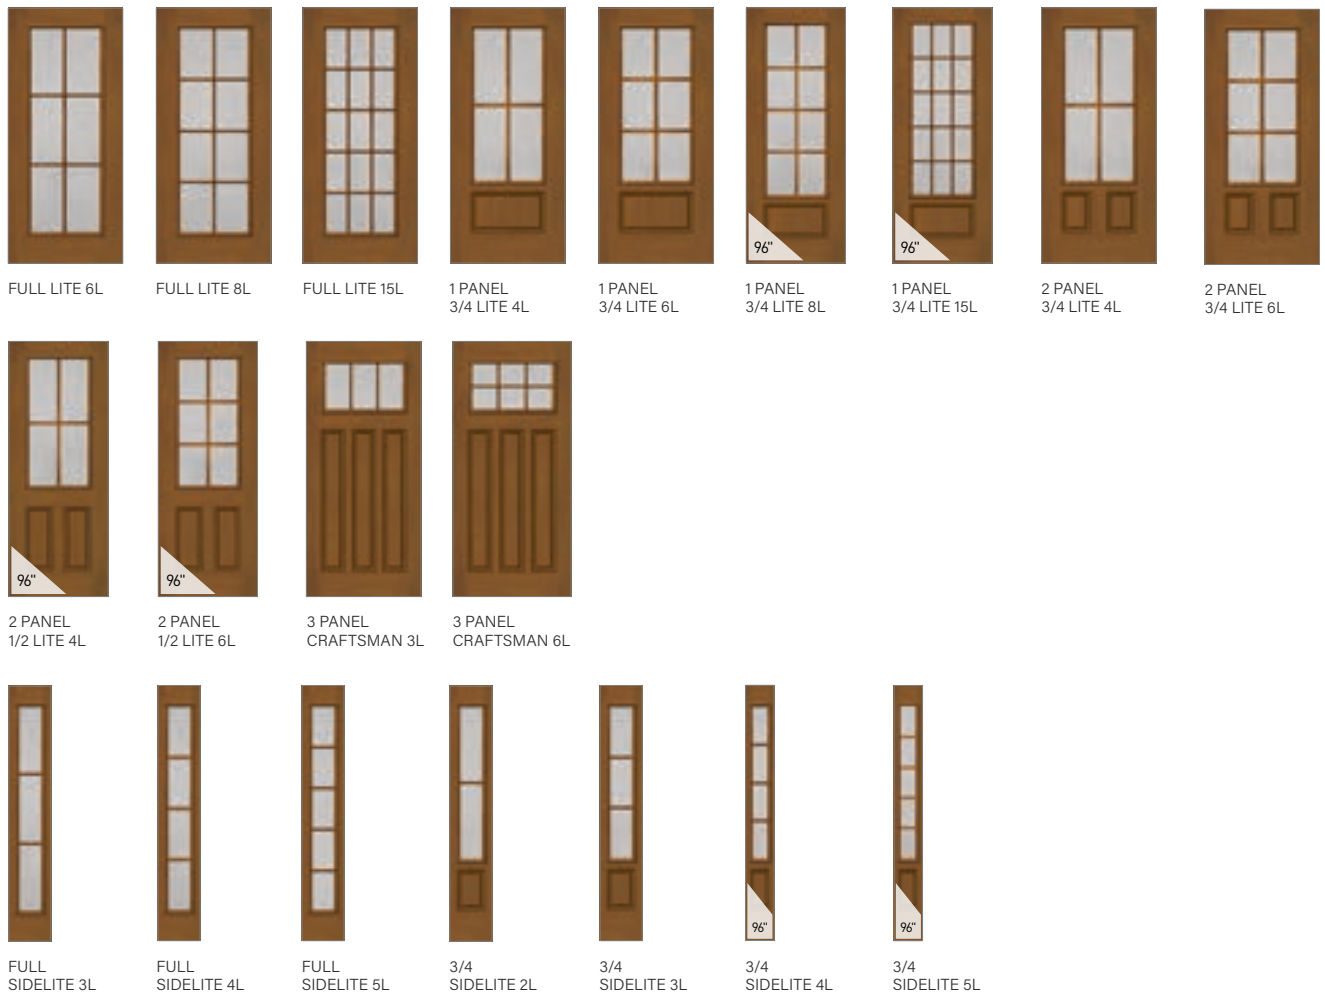 96"
96"
FULL LITE 6L
FULL LITE 8L
FULL LITE 15L
1 PANEL
3/4 LITE 4L
1 PANEL
3/4 LITE 6L
1 PANEL
3/4 LITE 8L
1 PANEL
3/4 LITE 15L
2 PANEL
3/4 LITE 4L
2 PANEL
3/4 LITE 6L
96"
96"
2 PANEL
1/2 LITE 4L
2 PANEL
1/2 LITE 6L
3 PANEL
CRAFTSMAN 3L
3 PANEL
CRAFTSMAN 6L
96"
96"
FULL
SIDELITE 3L
FULL
SIDELITE 4L
FULL
SIDELITE 5L
3/4
SIDELITE 2L
3/4
SIDELITE 3L
3/4
SIDELITE 4L
3/4
SIDELITE 5L